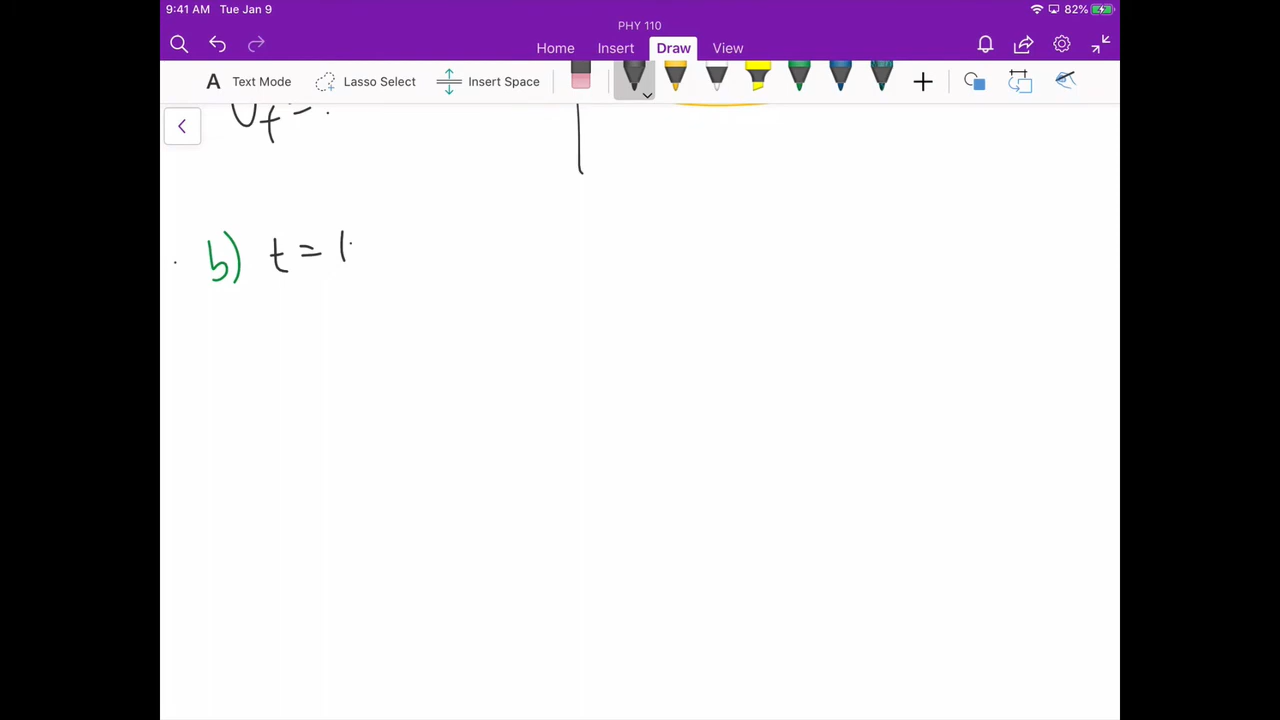 9:41 AM Tue Jan 9 82%
PHY 110
Home Insert Draw View
A Text Mode Lasso Select Insert Space
b) t = 1.